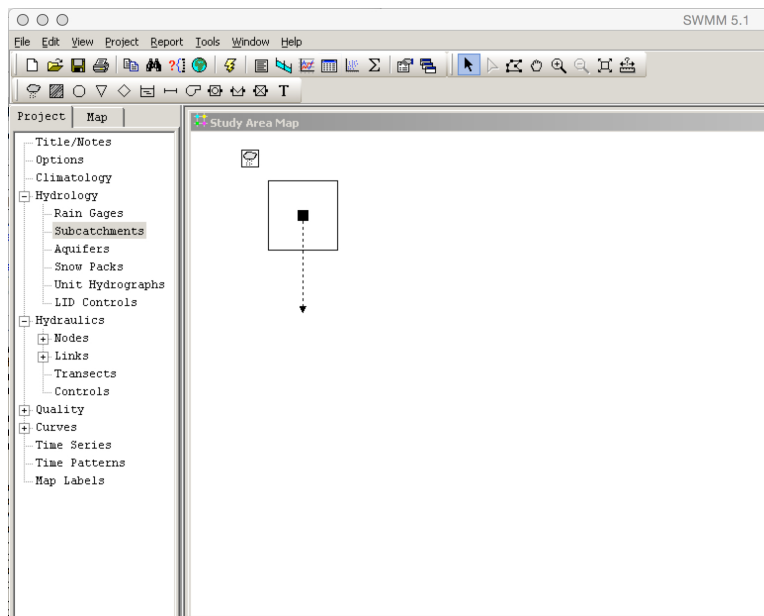 SWMM 5.1
File Edit View Project Report Tools Window Help
?{}
Σ
T
Project Map
Study Area Map
Title/Notes
Options
Climatology
Hydrology
Rain Gages
Subcatchments
Aquifers
Snow Packs
Unit Hydrographs
LID Controls
Hydraulics
Nodes
Links
Transects
Controls
Quality
Curves
Time Series
Time Patterns
Map Labels